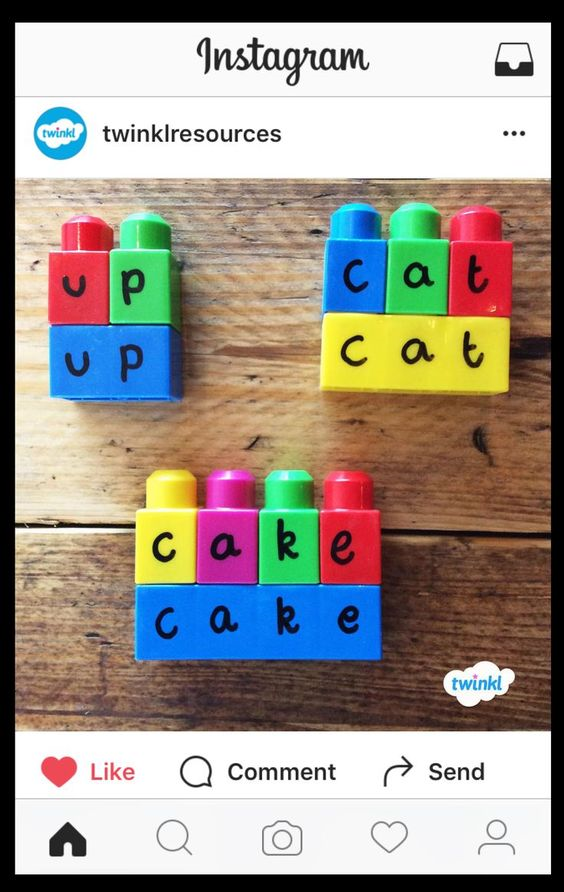 Instagram
twinkl
twinklresources
up
up
cat
cat
cake
cake
twinkl
Like
Comment
Send